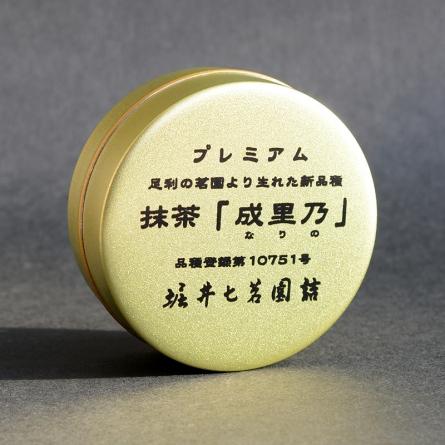 プレミアム
足利の茗園より生れた新品種
抹茶「成里乃」
なりの
品種登録第10751号
堀井七茗園詰